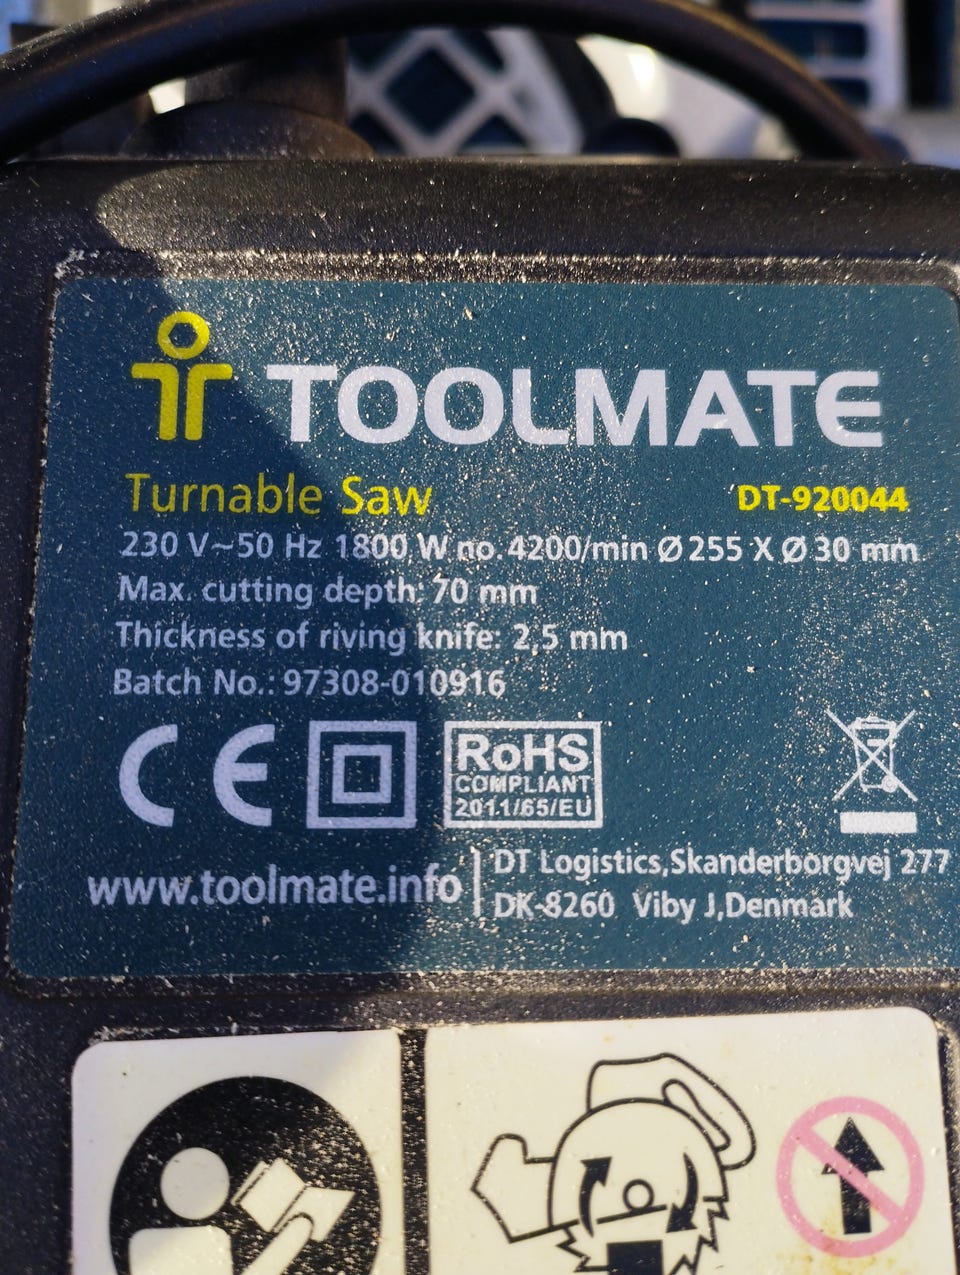 TOOLMATE
Turnable Saw DT-920044
230 V~50 Hz 1800 W no. 4200/min Ø 255 X Ø 30 mm
Max. cutting depth: 70 mm
Thickness of riving knife: 2,5 mm
Batch No.: 97308-010916
CE
RoHS
COMPLIANT
2011/65/EU
www.toolmate.info
DT Logistics,Skanderborgvej 277
DK-8260 Viby J,Denmark